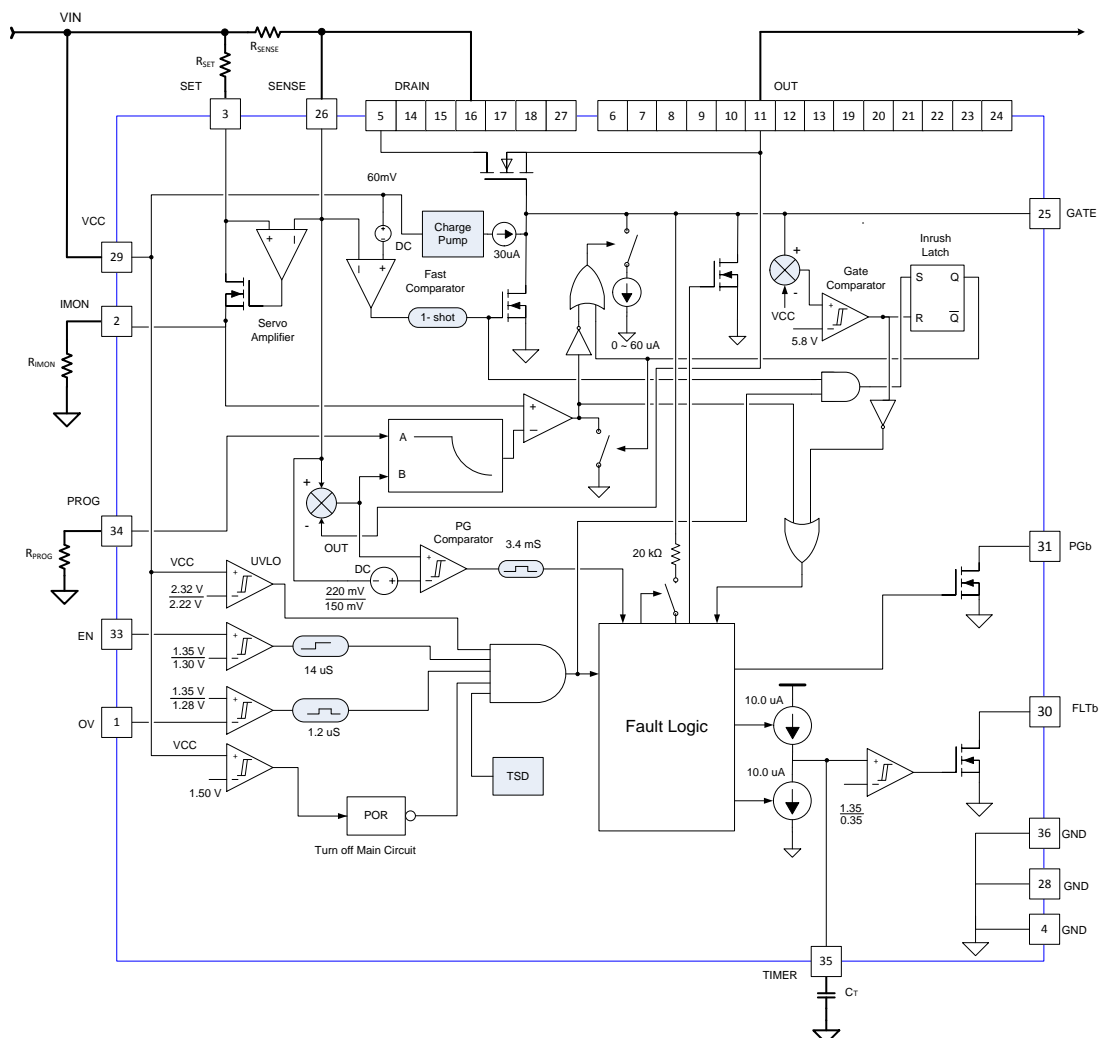 VIN
RSENSE
RSET
SET
SENSE
DRAIN
OUT
3
26
5
14
15
16
17
18
27
6
7
8
9
10
11
12
13
19
20
21
22
23
24
60mV
VCC
29
+
−
DC
Charge
Pump
30uA
25
GATE
Inrush
Latch
S
Q
R
Q
Gate
Comparator
+
-
VCC
5.8 V
IMON
2
Servo
Amplifier
Fast
Comparator
1- shot
0 ~ 60 uA
RIMON
A
B
+
−
PROG
34
RPROG
+
-
OUT
PG
Comparator
3.4 mS
20 kΩ
31
PGb
VCC
UVLO
2.32 V
2.22 V
DC
220 mV
150 mV
EN
33
1.35 V
1.30 V
14 uS
OV
1
1.35 V
1.28 V
1.2 uS
VCC
1.50 V
TSD
POR
Turn off Main Circuit
Fault Logic
10.0 uA
10.0 uA
30
FLTb
1.35
0.35
36
GND
28
GND
4
GND
35
TIMER
CT